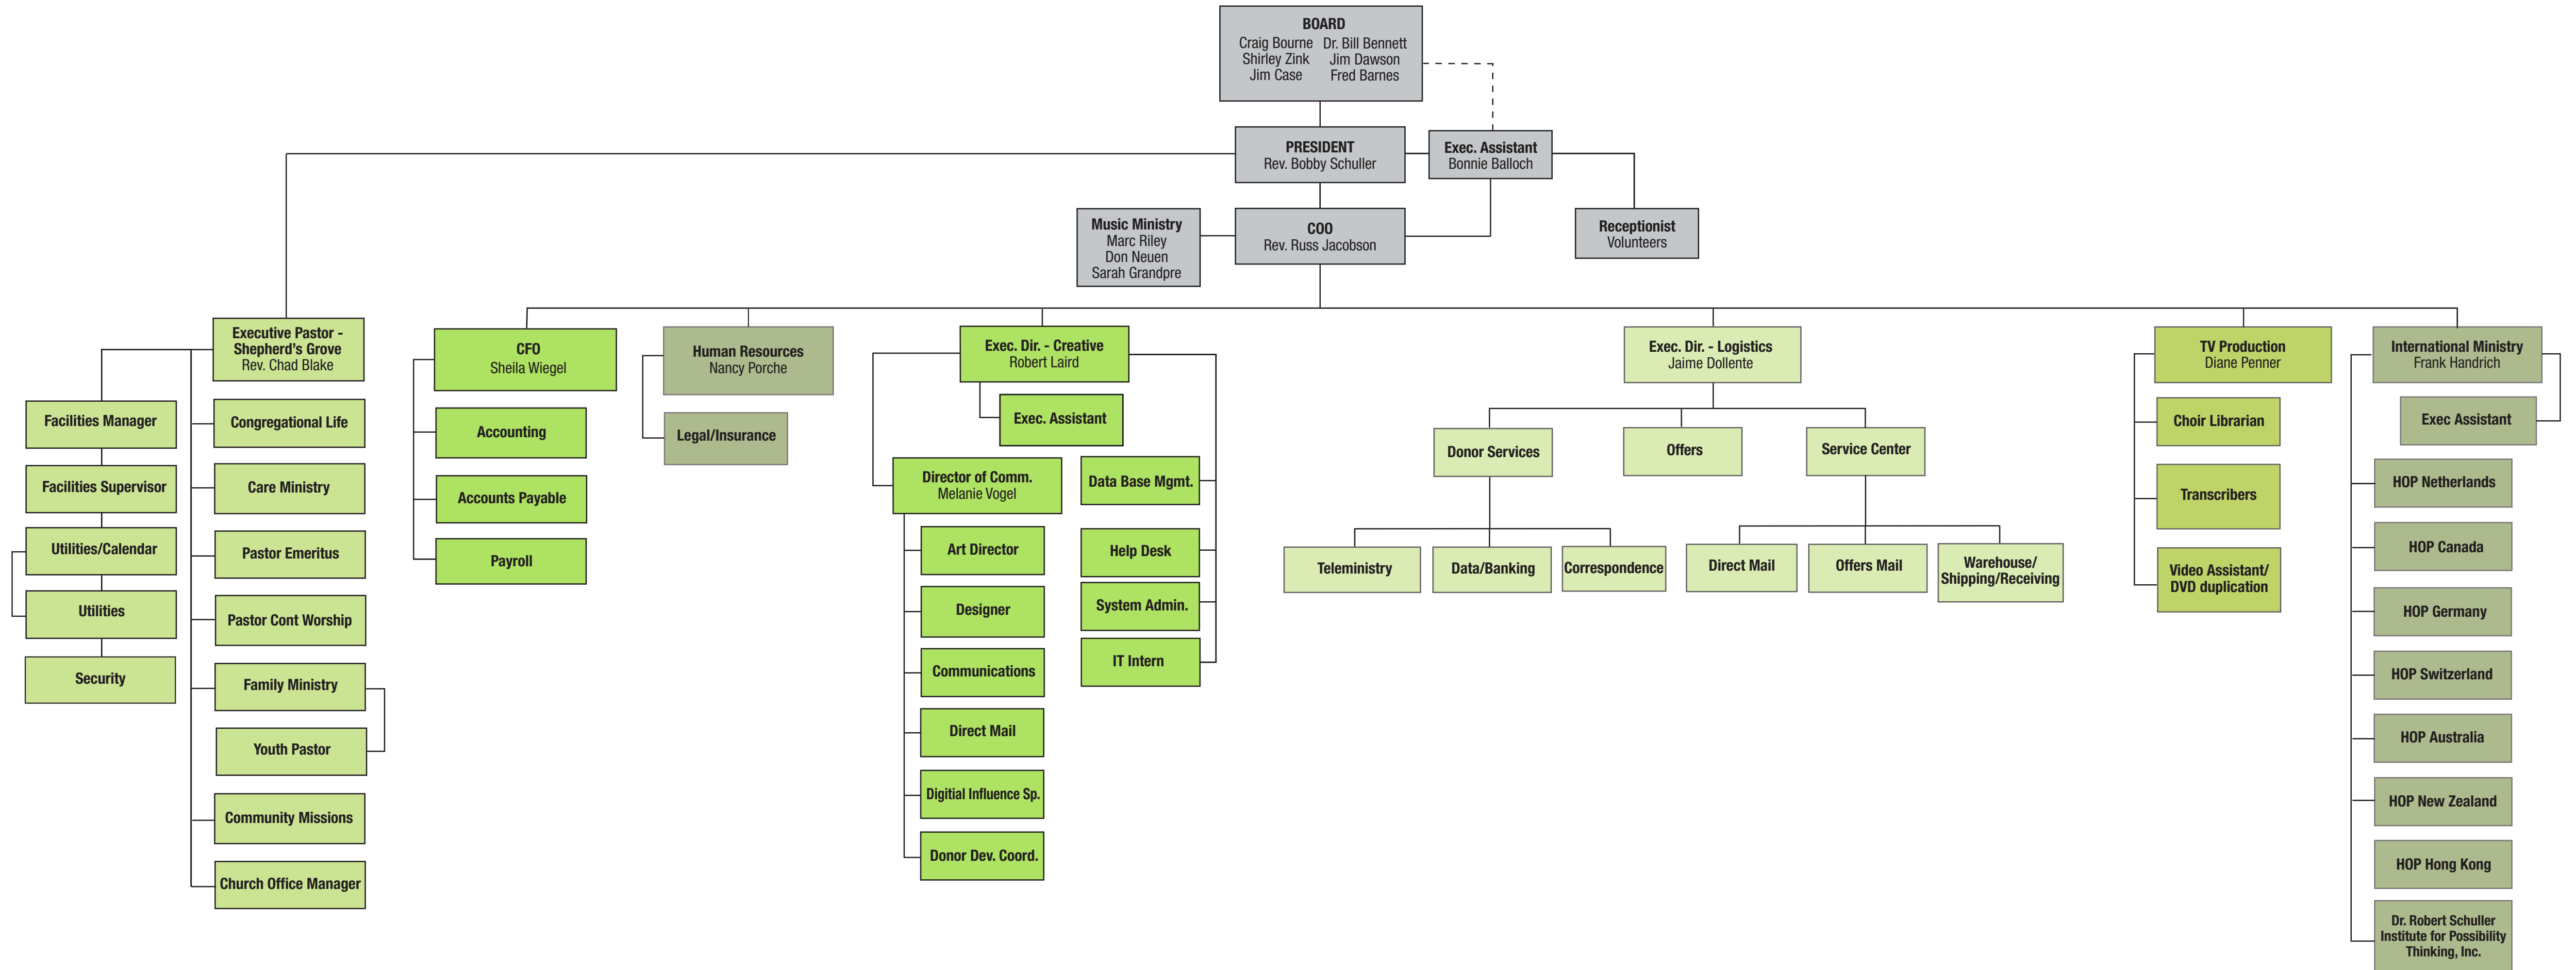 BOARD
Craig Bourne Dr. Bill Bennett
Shirley Zink Jim Dawson
Jim Case Fred Barnes
PRESIDENT
Rev. Bobby Schuller
Exec. Assistant
Bonnie Balloch
Music Ministry
Marc Riley
Don Neuen
Sarah Grandpre
COO
Rev. Russ Jacobson
Receptionist
Volunteers
Executive Pastor -
Shepherd's Grove
Rev. Chad Blake
Facilities Manager
Facilities Supervisor
Utilities/Calendar
Utilities
Security
Congregational Life
Care Ministry
Pastor Emeritus
Pastor Cont Worship
Family Ministry
Youth Pastor
Community Missions
Church Office Manager
CFO
Sheila Wiegel
Accounting
Accounts Payable
Payroll
Human Resources
Nancy Porche
Legal/Insurance
Exec. Dir. - Creative
Robert Laird
Exec. Assistant
Director of Comm.
Melanie Vogel
Art Director
Designer
Communications
Direct Mail
Digitial Influence Sp.
Donor Dev. Coord.
Data Base Mgmt.
Help Desk
System Admin.
IT Intern
Exec. Dir. - Logistics
Jaime Dollente
Donor Services
Offers
Service Center
Teleministry
Data/Banking
Correspondence
Direct Mail
Offers Mail
Warehouse/
Shipping/Receiving
TV Production
Diane Penner
Choir Librarian
Transcribers
Video Assistant/
DVD duplication
International Ministry
Frank Handrich
Exec Assistant
HOP Netherlands
HOP Canada
HOP Germany
HOP Switzerland
HOP Australia
HOP New Zealand
HOP Hong Kong
Dr. Robert Schuller
Institute for Possibility
Thinking, Inc.